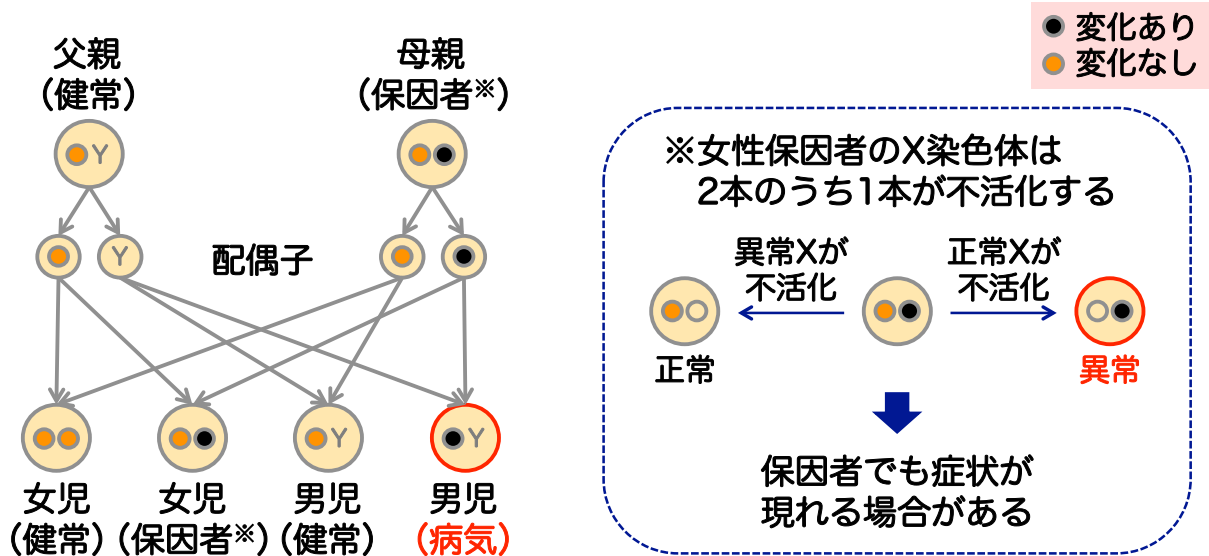 変化あり
変化なし
父親
(健常)
母親
(保因者※)
Y
Y
配偶子
Y
Y
女児
(健常)
女児
(保因者※)
男児
(健常)
男児
(病気)
※女性保因者のX染色体は
2本のうち1本が不活化する
異常Xが
不活化
正常Xが
不活化
正常
異常
保因者でも症状が
現れる場合がある